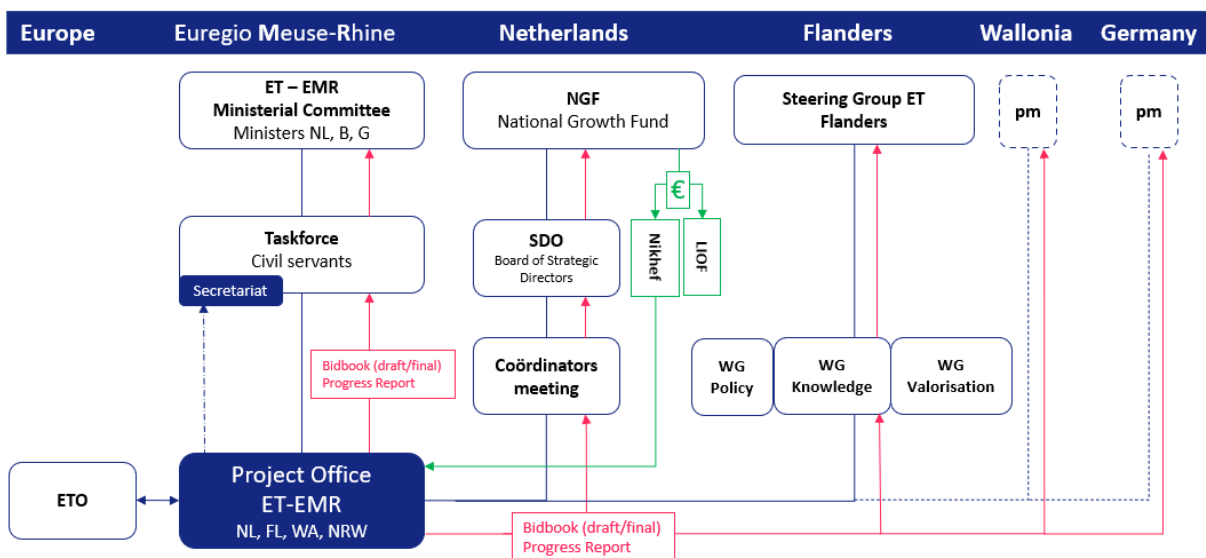 Europe
Euregio Meuse-Rhine
Netherlands
Flanders
Wallonia
Germany
ET – EMR
Ministerial Committee
Ministers NL, B, G
NGF
National Growth Fund
Steering Group ET
Flanders
pm
pm
€
Taskforce
Civil servants
Secretariat
SDO
Board of Strategic
Directors
Nikhef
LIOF
Bidbook (draft/final)
Progress Report
Coördinators
meeting
WG
Policy
WG
Knowledge
WG
Valorisation
ETO
Project Office
ET-EMR
NL, FL, WA, NRW
Bidbook (draft/final)
Progress Report